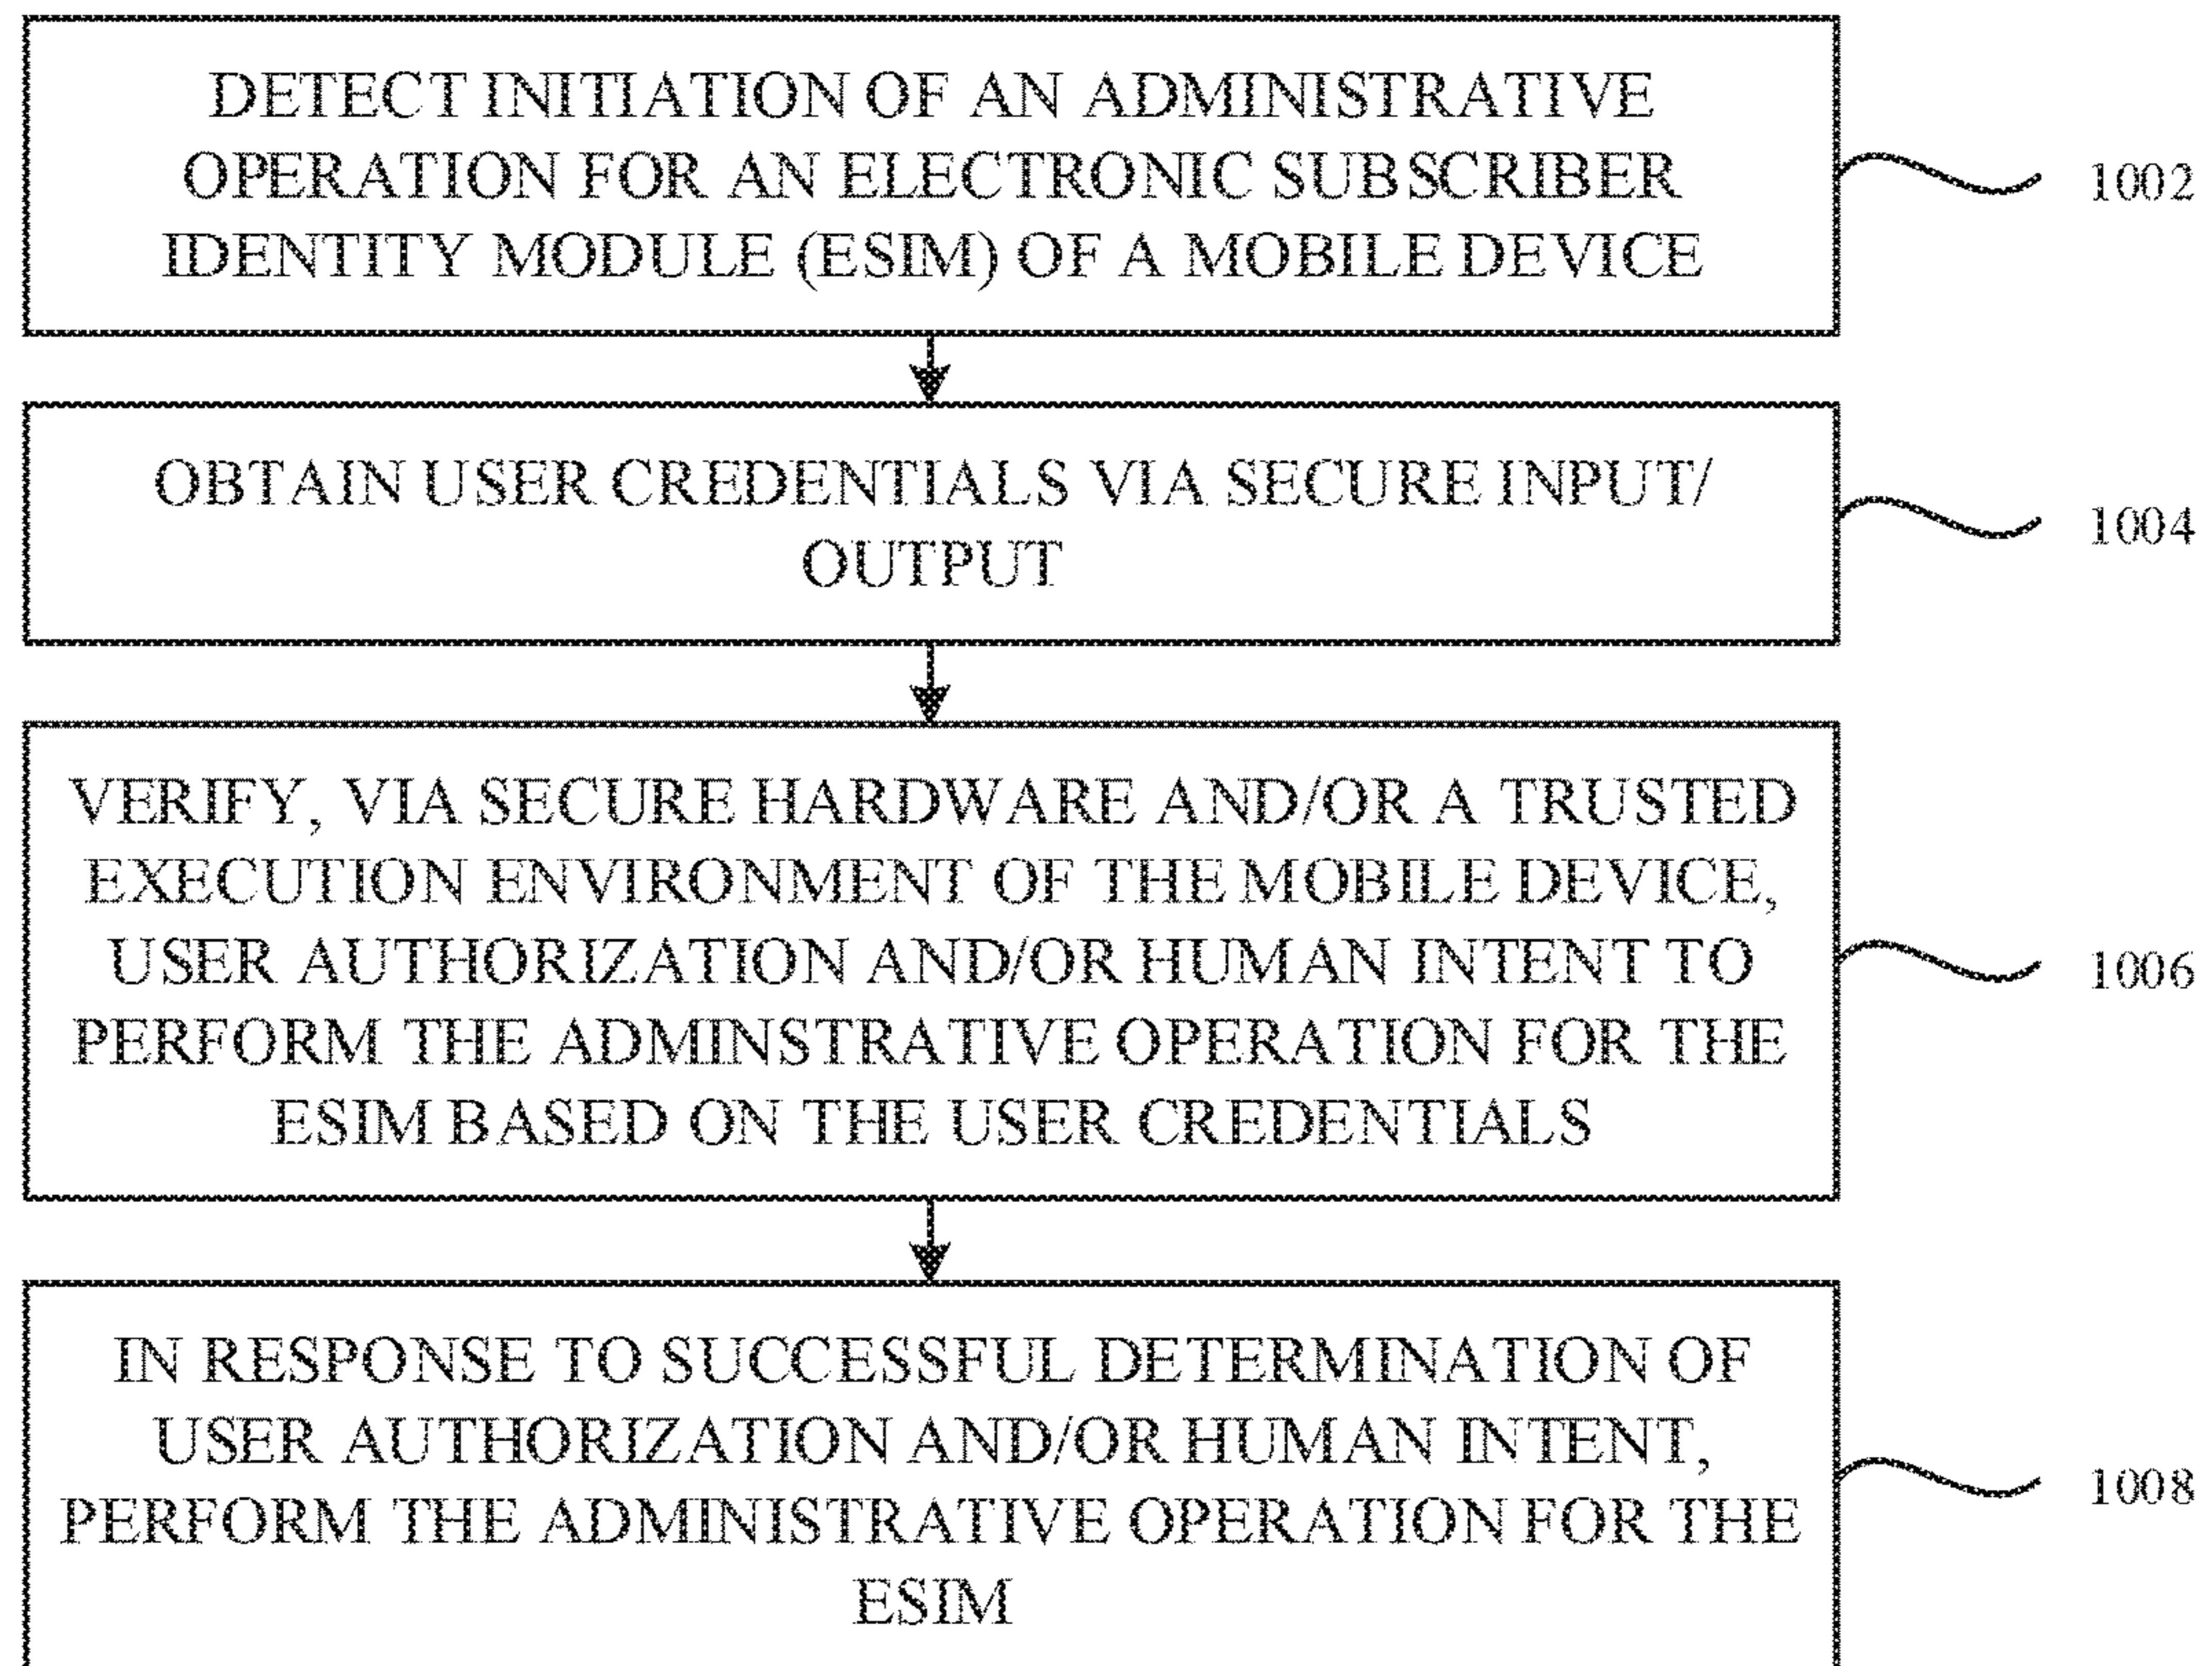 DETECT INITIATION OF AN ADMINISTRATIVE
OPERATION FOR AN ELECTRONIC SUBSCRIBER
IDENTITY MODULE (ESIM) OF A MOBILE DEVICE
1002
OBTAIN USER CREDENTIALS VIA SECURE INPUT/
OUTPUT
1004
VERIFY, VIA SECURE HARDWARE AND/OR A TRUSTED
EXECUTION ENVIRONMENT OF THE MOBILE DEVICE,
USER AUTHORIZATION AND/OR HUMAN INTENT TO
PERFORM THE ADMINSTRATIVE OPERATION FOR THE
ESIM BASED ON THE USER CREDENTIALS
1006
IN RESPONSE TO SUCCESSFUL DETERMINATION OF
USER AUTHORIZATION AND/OR HUMAN INTENT,
PERFORM THE ADMINISTRATIVE OPERATION FOR THE
ESIM
1008